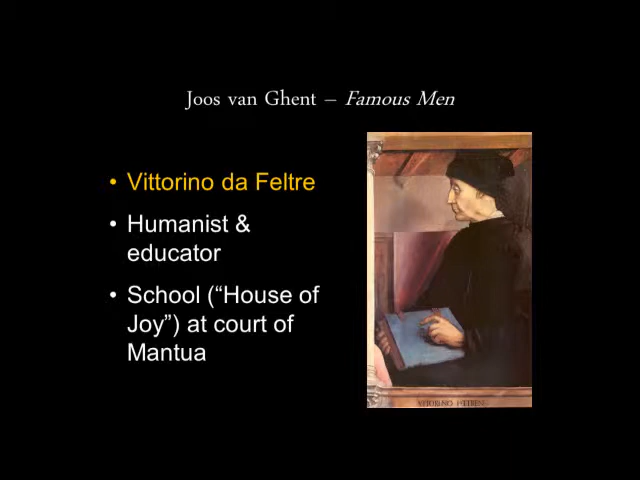 Joos van Ghent – Famous Men
• Vittorino da Feltre
• Humanist &
educator
• School (“House of
Joy”) at court of
Mantua